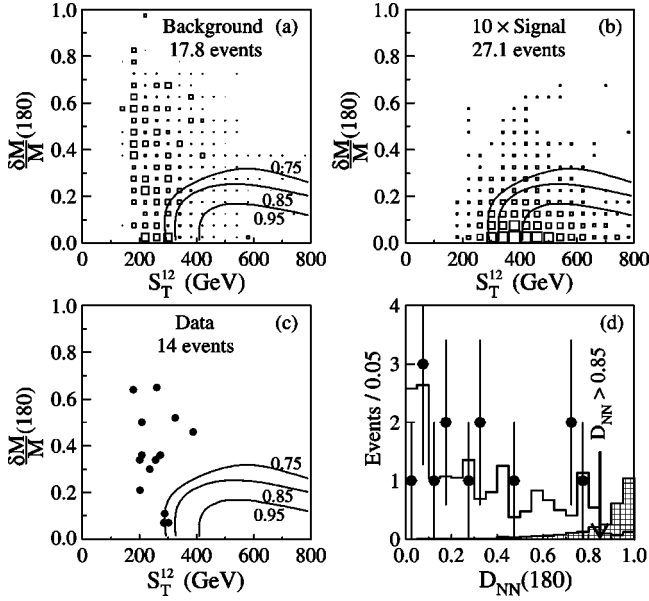 Background (a)
17.8 events
1.0
0.8
0.6
0.4
0.2
0.0
δM/M(180)
0.75
0.85
0.95
0 200 400 600 800
S_T^12 (GeV)
10 × Signal (b)
27.1 events
1.0
0.8
0.6
0.4
0.2
0.0
δM/M(180)
0.75
0.85
0.95
0 200 400 600 800
S_T^12 (GeV)
Data (c)
14 events
1.0
0.8
0.6
0.4
0.2
0.0
δM/M(180)
0.75
0.85
0.95
0 200 400 600 800
S_T^12 (GeV)
(d)
4
3
2
1
0
Events / 0.05
D_NN > 0.85
0.0 0.2 0.4 0.6 0.8 1.0
D_NN(180)